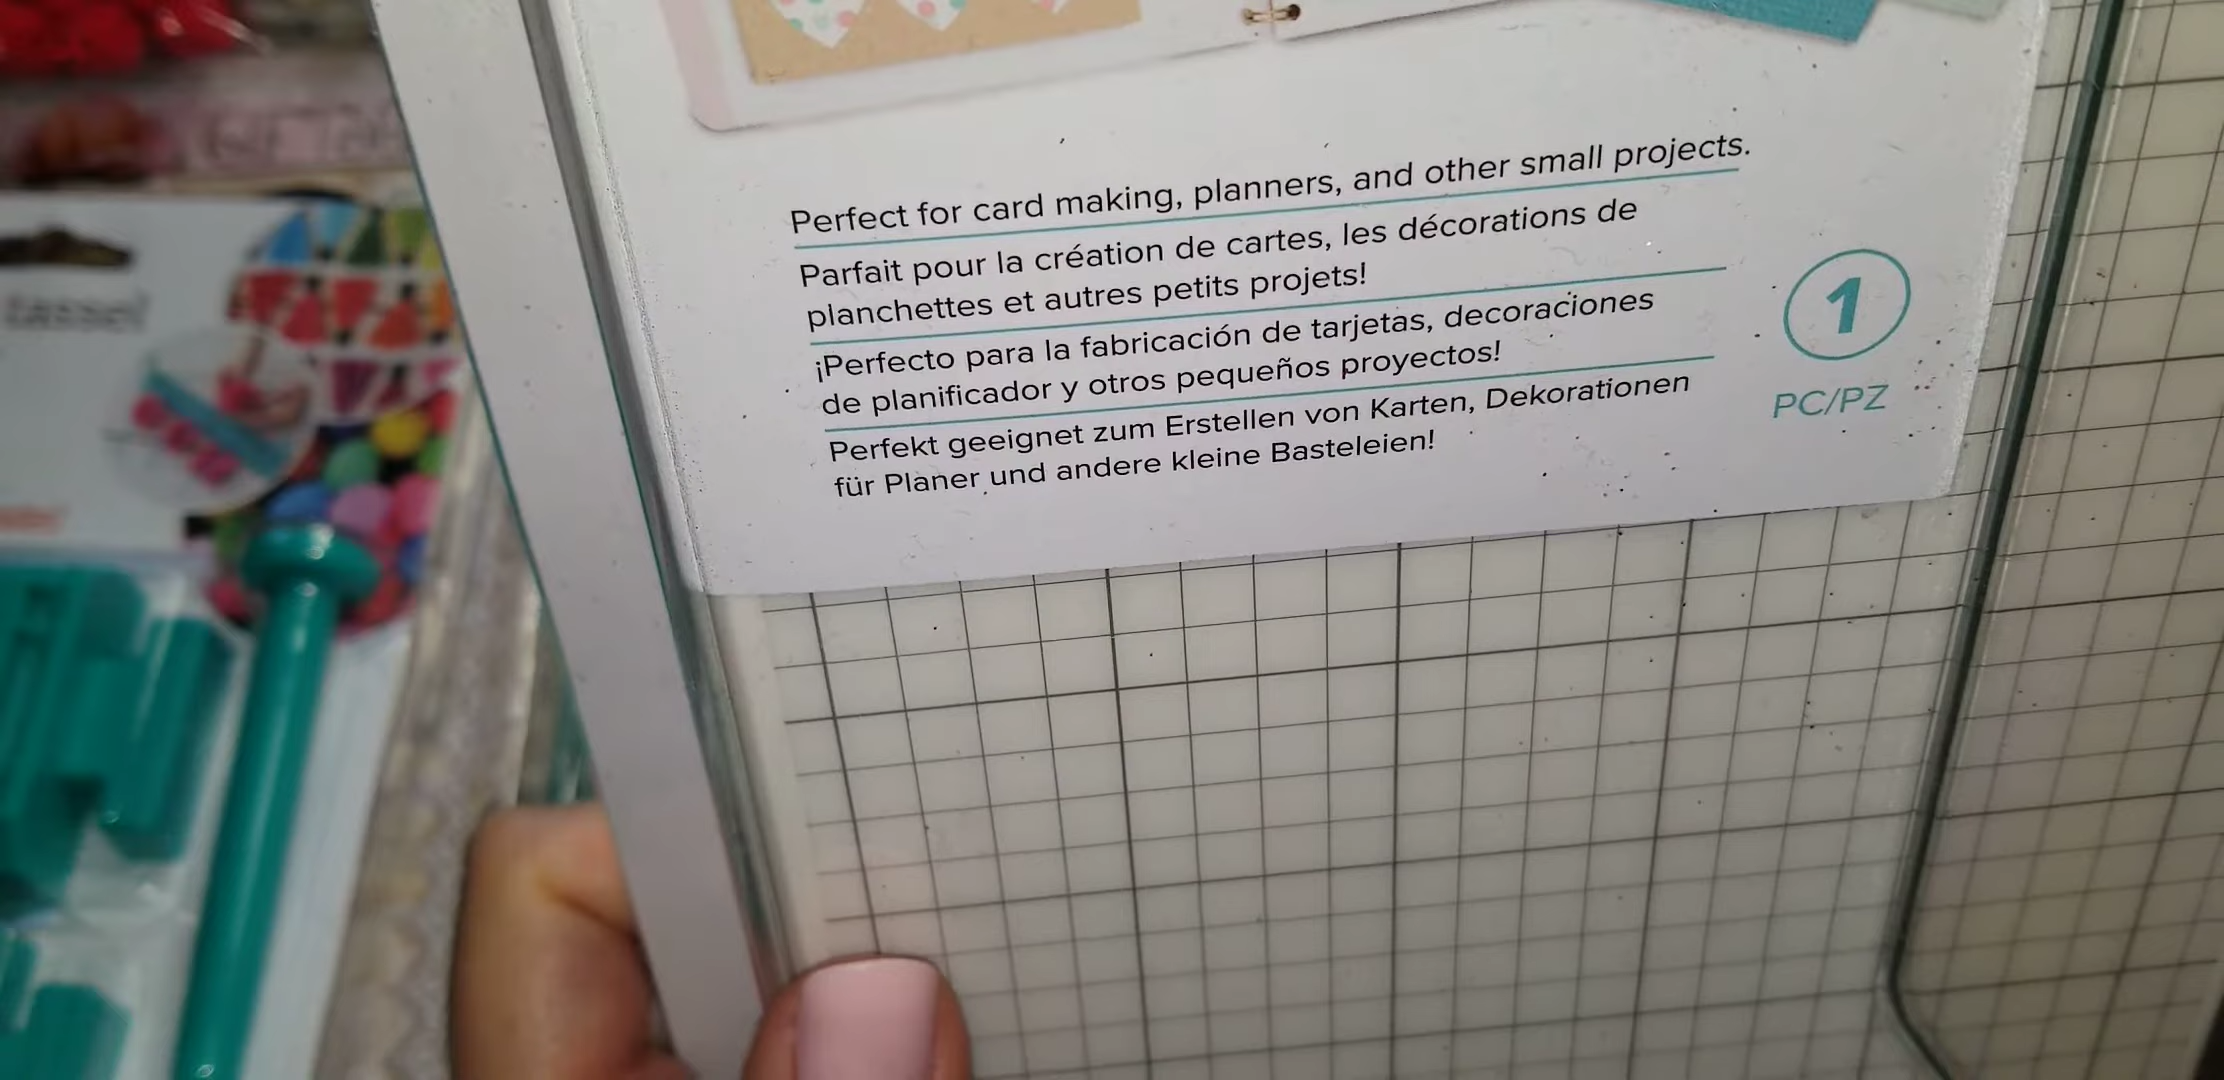 Perfect for card making, planners, and other small projects.
Parfait pour la création de cartes, les décorations de
planchettes et autres petits projets!
¡Perfecto para la fabricación de tarjetas, decoraciones
de planificador y otros pequeños proyectos!
Perfekt geeignet zum Erstellen von Karten, Dekorationen
für Planer und andere kleine Basteleien!
1
PC/PZ
tassel